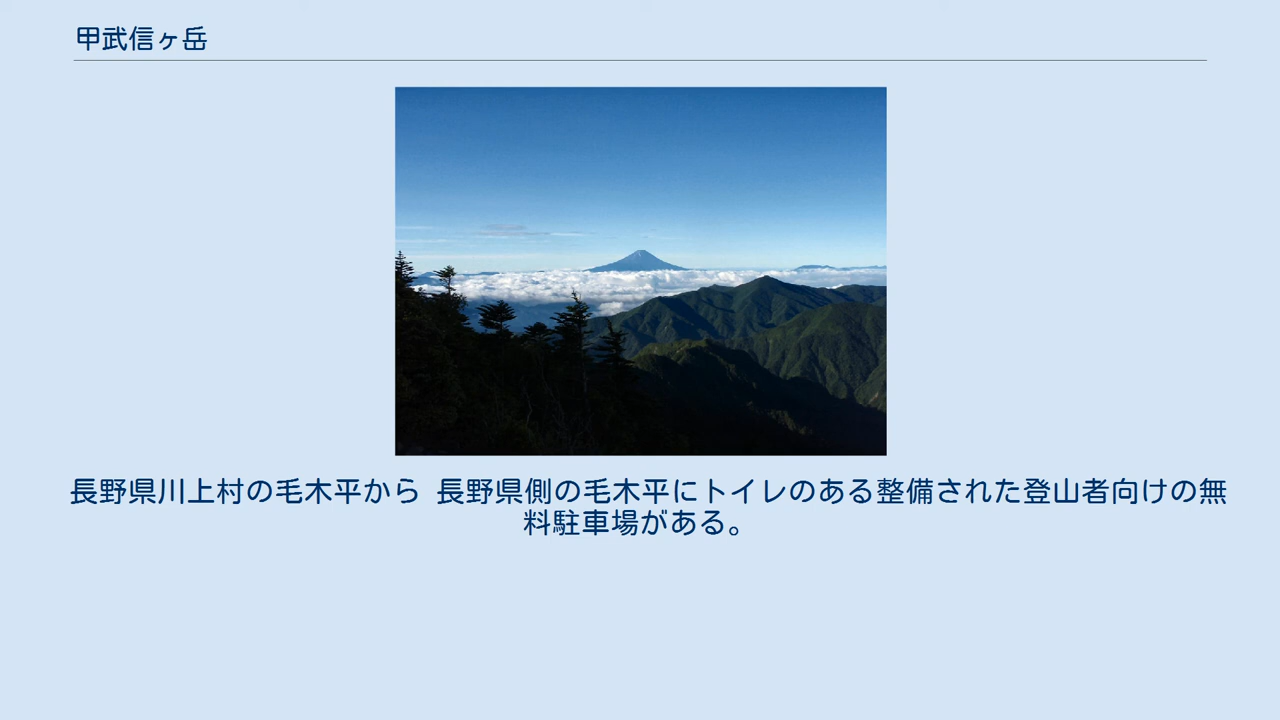 甲武信ヶ岳
長野県川上村の毛木平から 長野県側の毛木平にトイレのある整備された登山者向けの無
料駐車場がある。